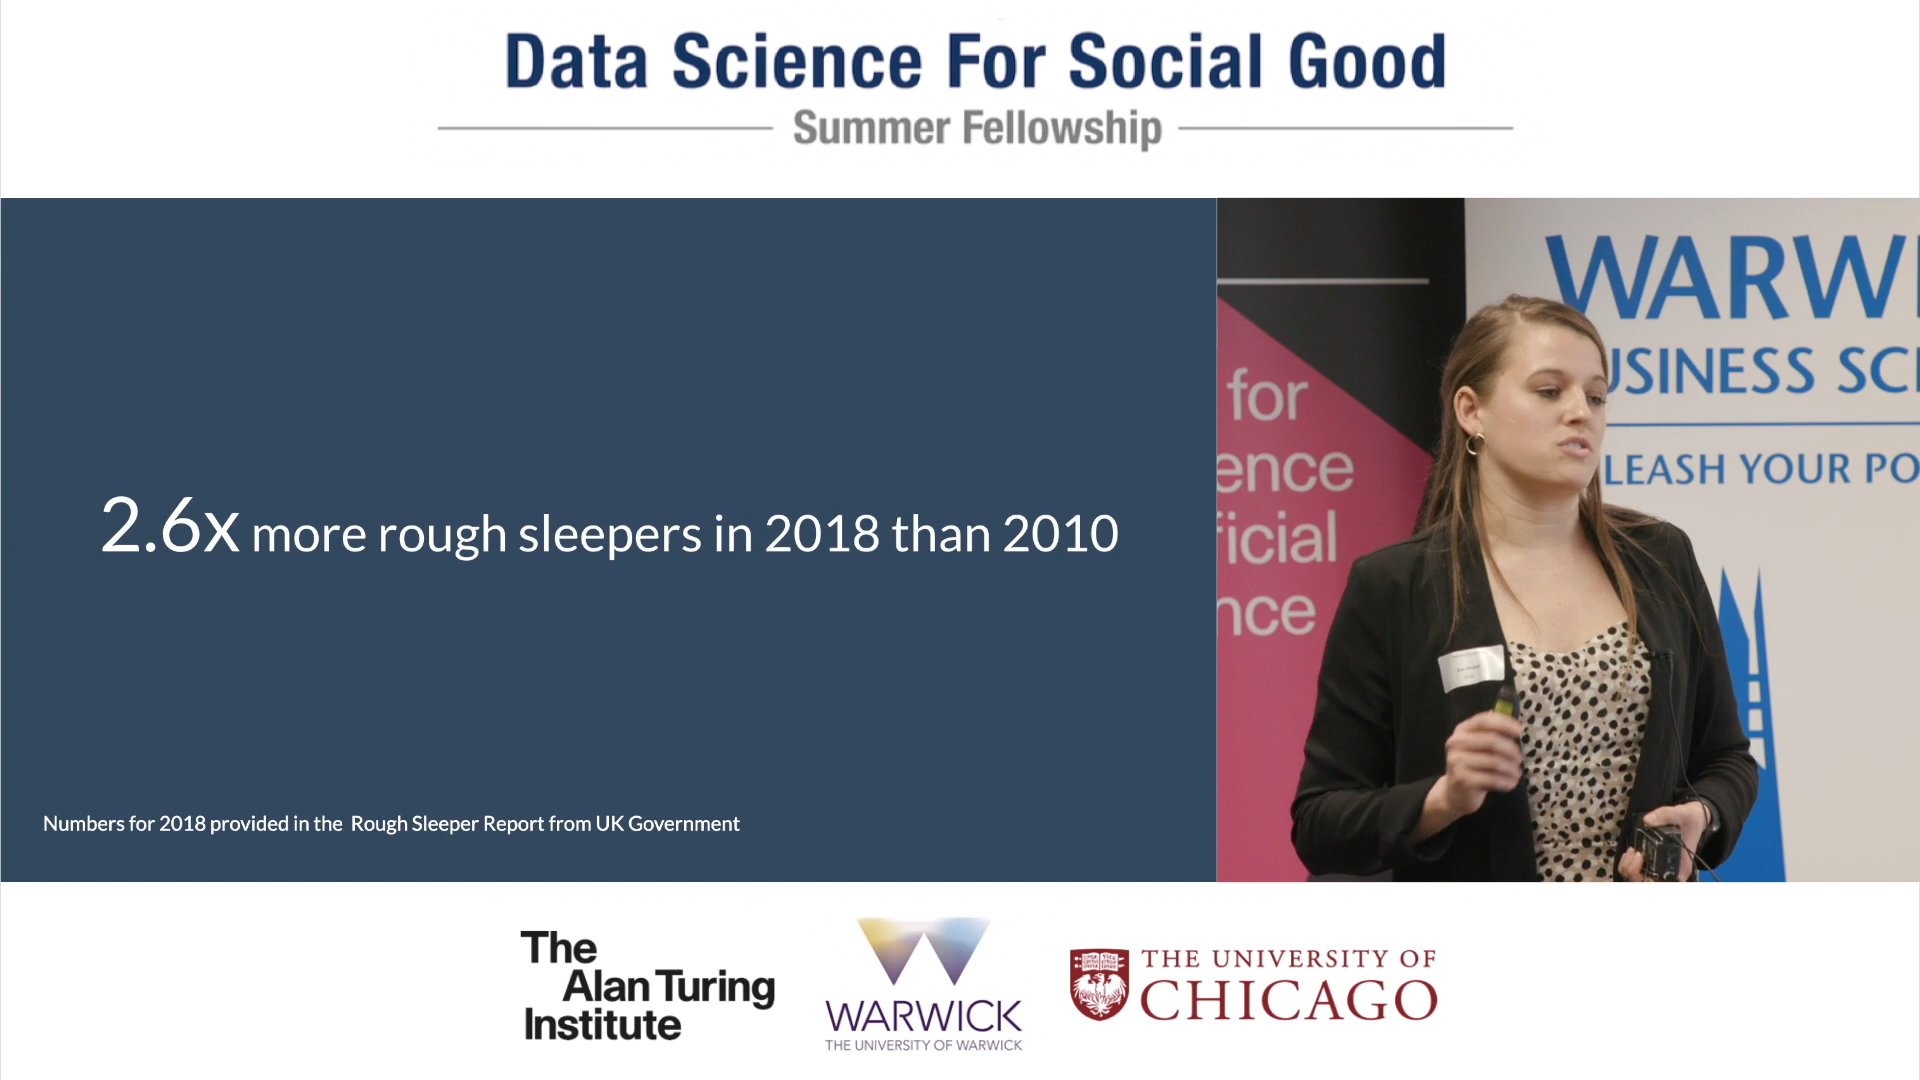 Data Science For Social Good
Summer Fellowship
2.6x more rough sleepers in 2018 than 2010
Numbers for 2018 provided in the Rough Sleeper Report from UK Government
for
ence
icial
nce
WARWI
USINESS SCH
LEASH YOUR PO
The
Alan Turing
Institute
WARWICK
THE UNIVERSITY OF WARWICK
THE UNIVERSITY OF
CHICAGO